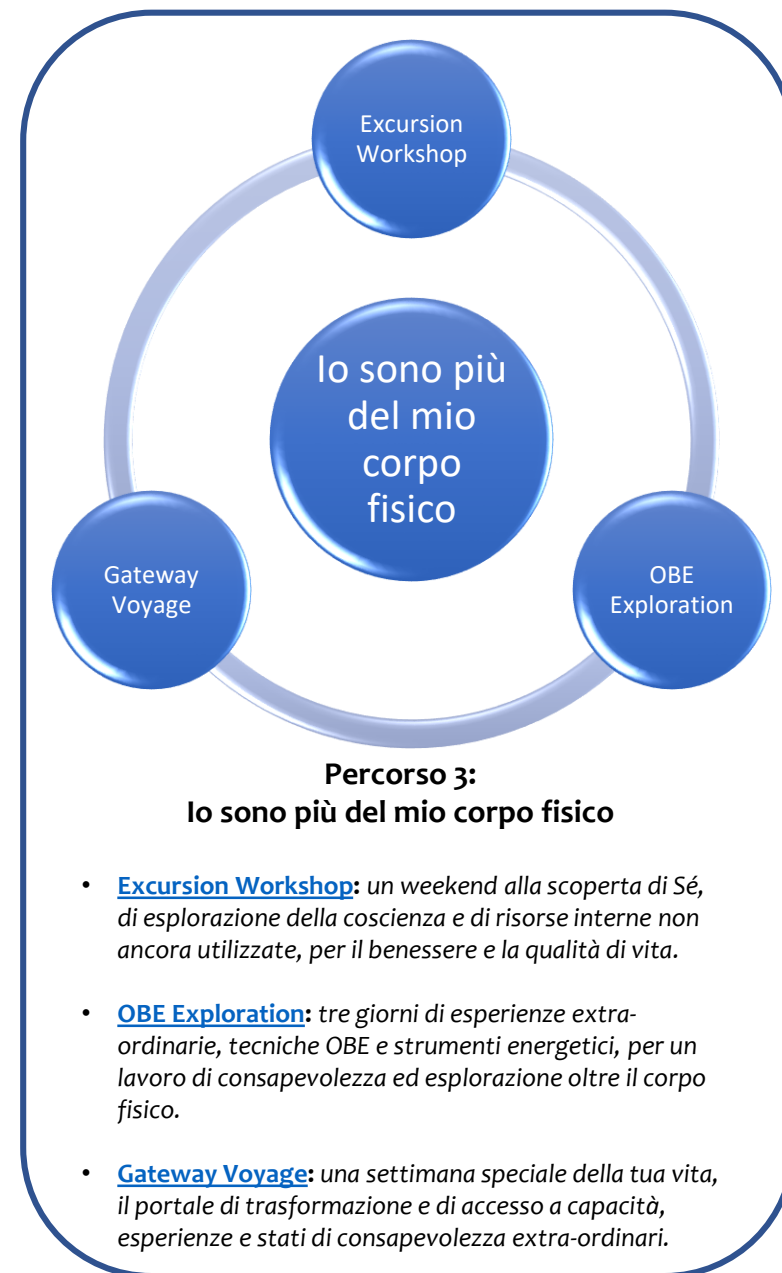 Excursion
Workshop
Io sono più
del mio
corpo
fisico
Gateway
Voyage
OBE
Exploration
Percorso 3:
Io sono più del mio corpo fisico
• Excursion Workshop: un weekend alla scoperta di Sé,
di esplorazione della coscienza e di risorse interne non
ancora utilizzate, per il benessere e la qualità di vita.
• OBE Exploration: tre giorni di esperienze extra-
ordinarie, tecniche OBE e strumenti energetici, per un
lavoro di consapevolezza ed esplorazione oltre il corpo
fisico.
• Gateway Voyage: una settimana speciale della tua vita,
il portale di trasformazione e di accesso a capacità,
esperienze e stati di consapevolezza extra-ordinari.